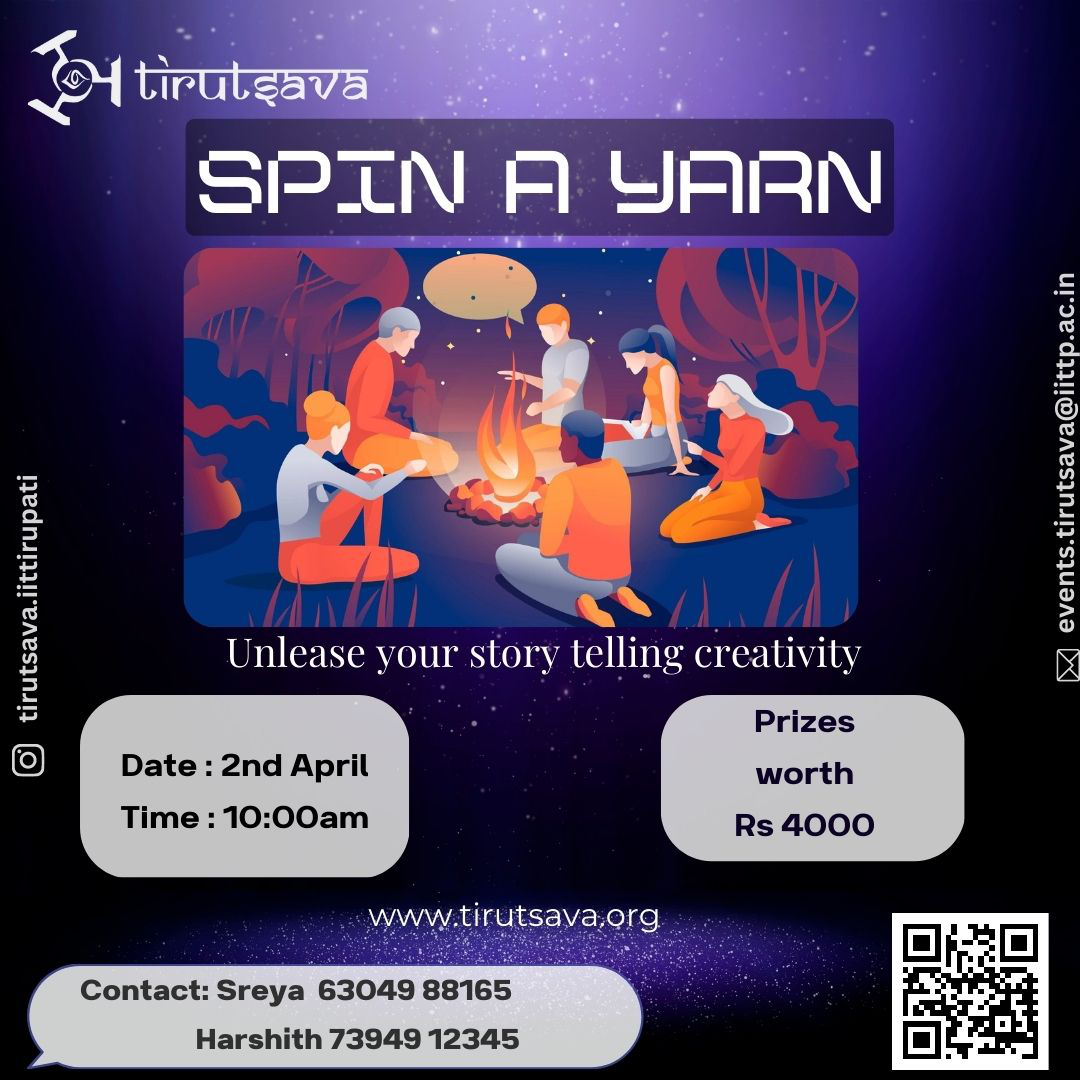 tirutsava
SPIN A YARN
Unlease your story telling creativity
Date : 2nd April
Time : 10:00am
Prizes
worth
Rs 4000
www.tirutsava.org
Contact: Sreya 63049 88165
Harshith 73949 12345
tirutsava.iittirupati
events.tirutsava@iittp.ac.in